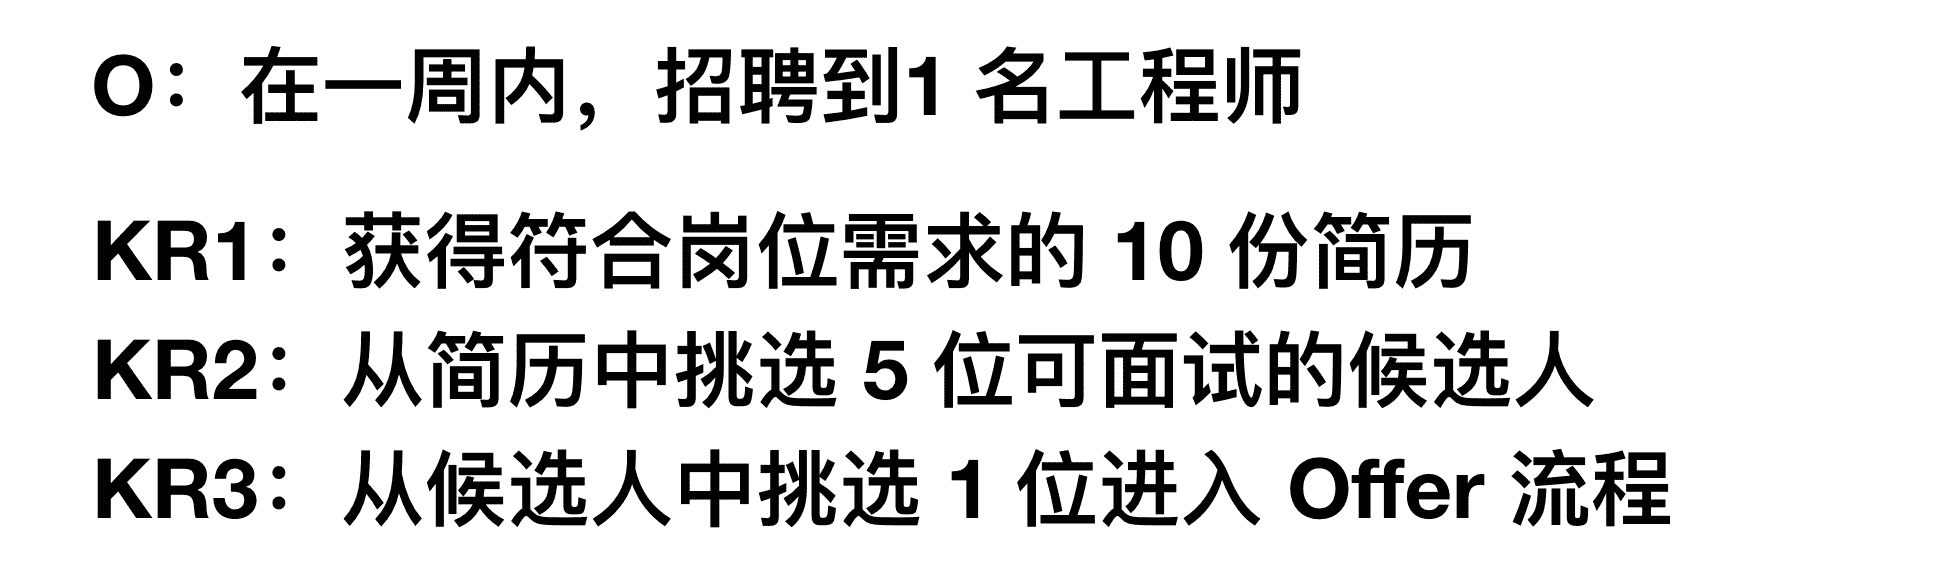 O：在一周内，招聘到1 名工程师
KR1：获得符合岗位需求的 10 份简历
KR2：从简历中挑选 5 位可面试的候选人
KR3：从候选人中挑选 1 位进入 Offer 流程